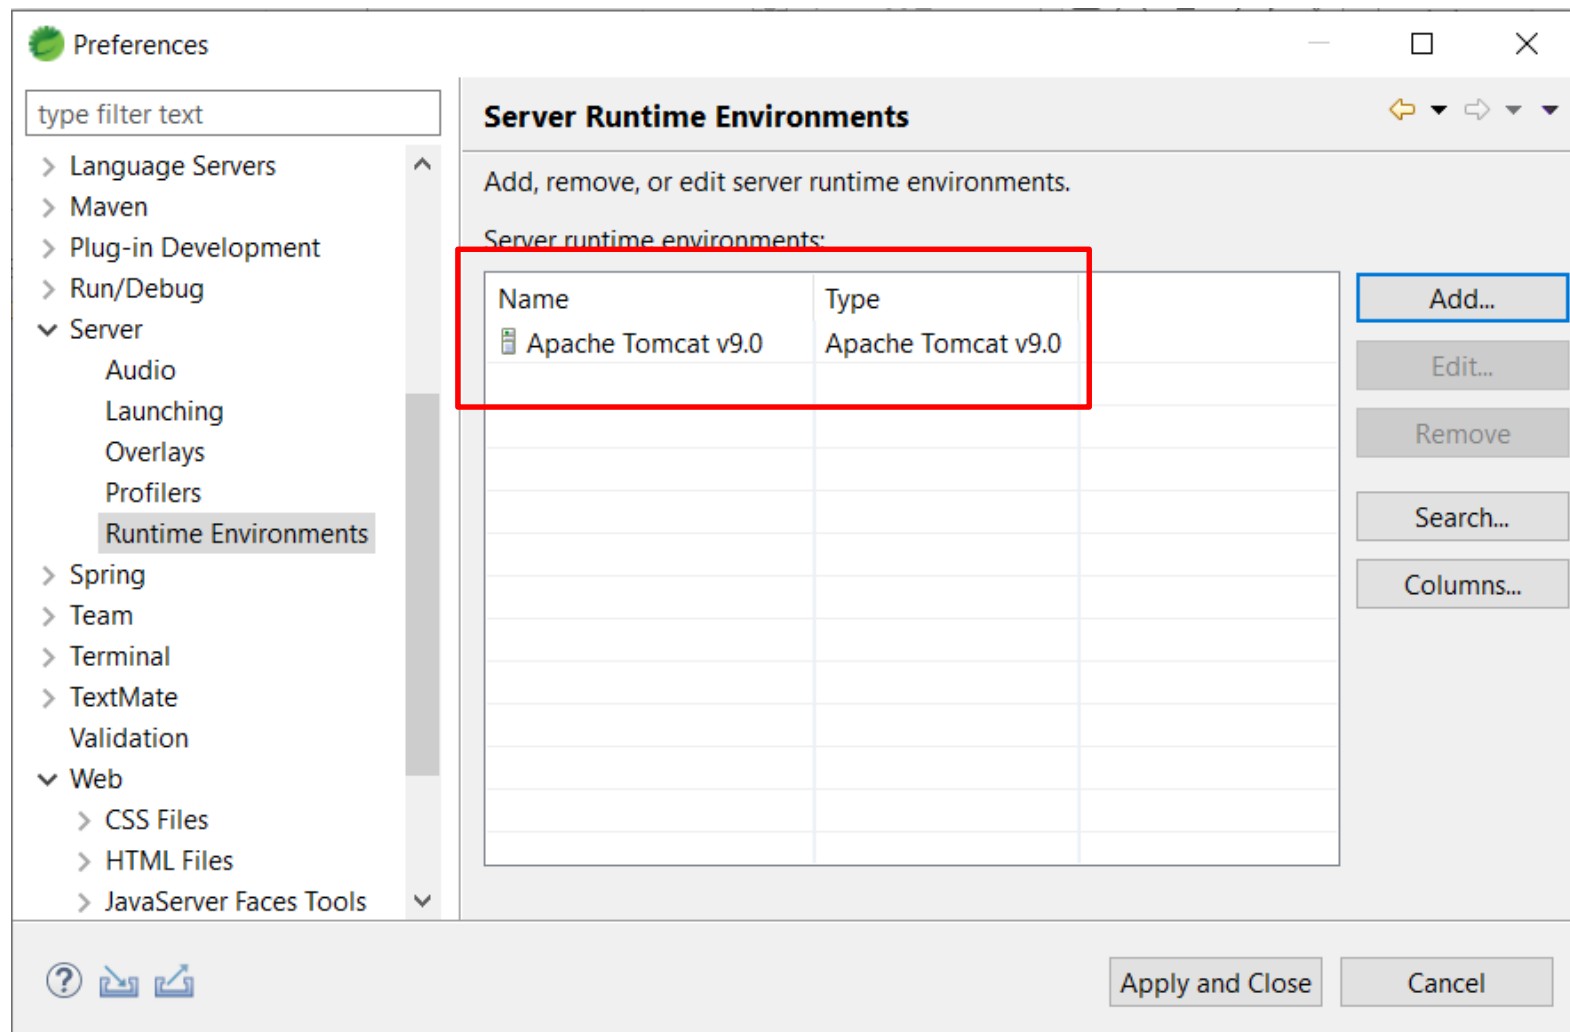 Preferences
type filter text
Language Servers
Maven
Plug-in Development
Run/Debug
Server
Audio
Launching
Overlays
Profilers
Runtime Environments
Spring
Team
Terminal
TextMate
Validation
Web
CSS Files
HTML Files
JavaServer Faces Tools
Server Runtime Environments
Add, remove, or edit server runtime environments.
Server runtime environments:
Name Type
Apache Tomcat v9.0 Apache Tomcat v9.0
Add...
Edit...
Remove
Search...
Columns...
?
Apply and Close Cancel